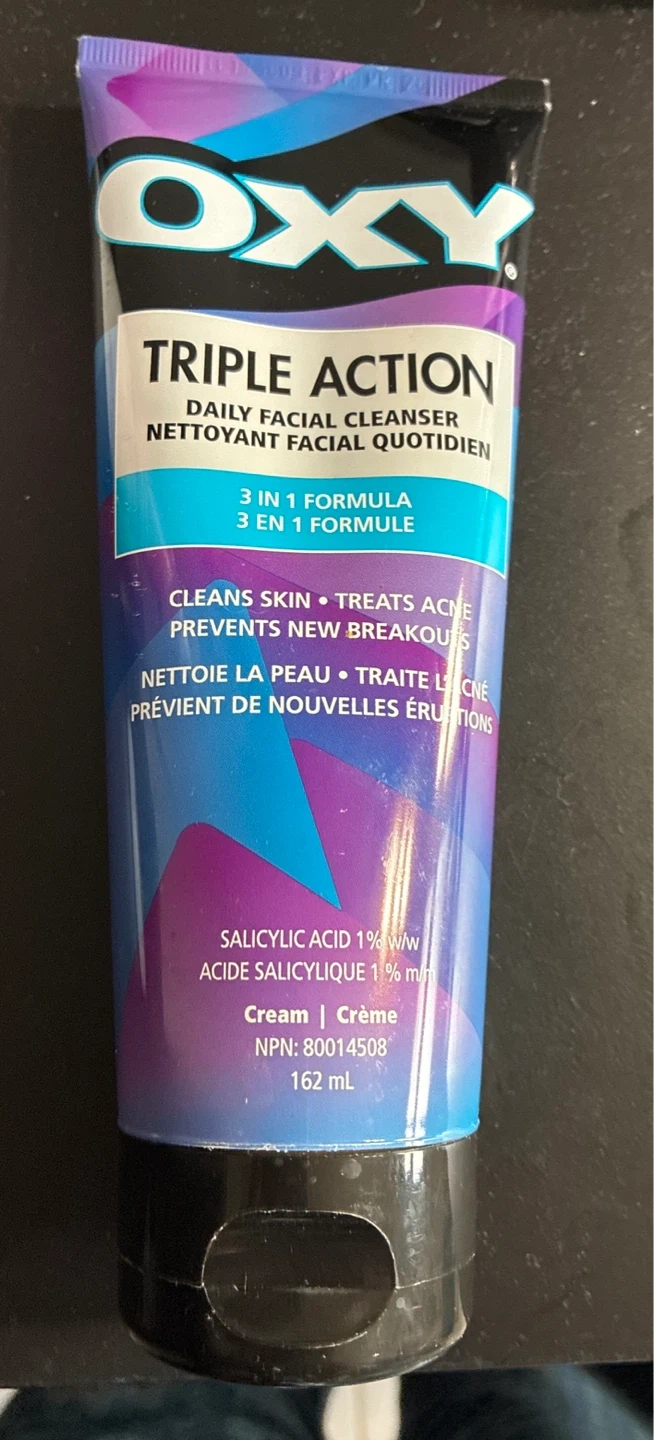 OXY®
TRIPLE ACTION
DAILY FACIAL CLEANSER
NETTOYANT FACIAL QUOTIDIEN
3 IN 1 FORMULA
3 EN 1 FORMULE
CLEANS SKIN • TREATS ACNE
PREVENTS NEW BREAKOUTS
NETTOIE LA PEAU • TRAITE L'ACNÉ
PRÉVIENT DE NOUVELLES ÉRUPTIONS
SALICYLIC ACID 1% w/w
ACIDE SALICYLIQUE 1 % m/m
Cream | Crème
NPN: 80014508
162 mL